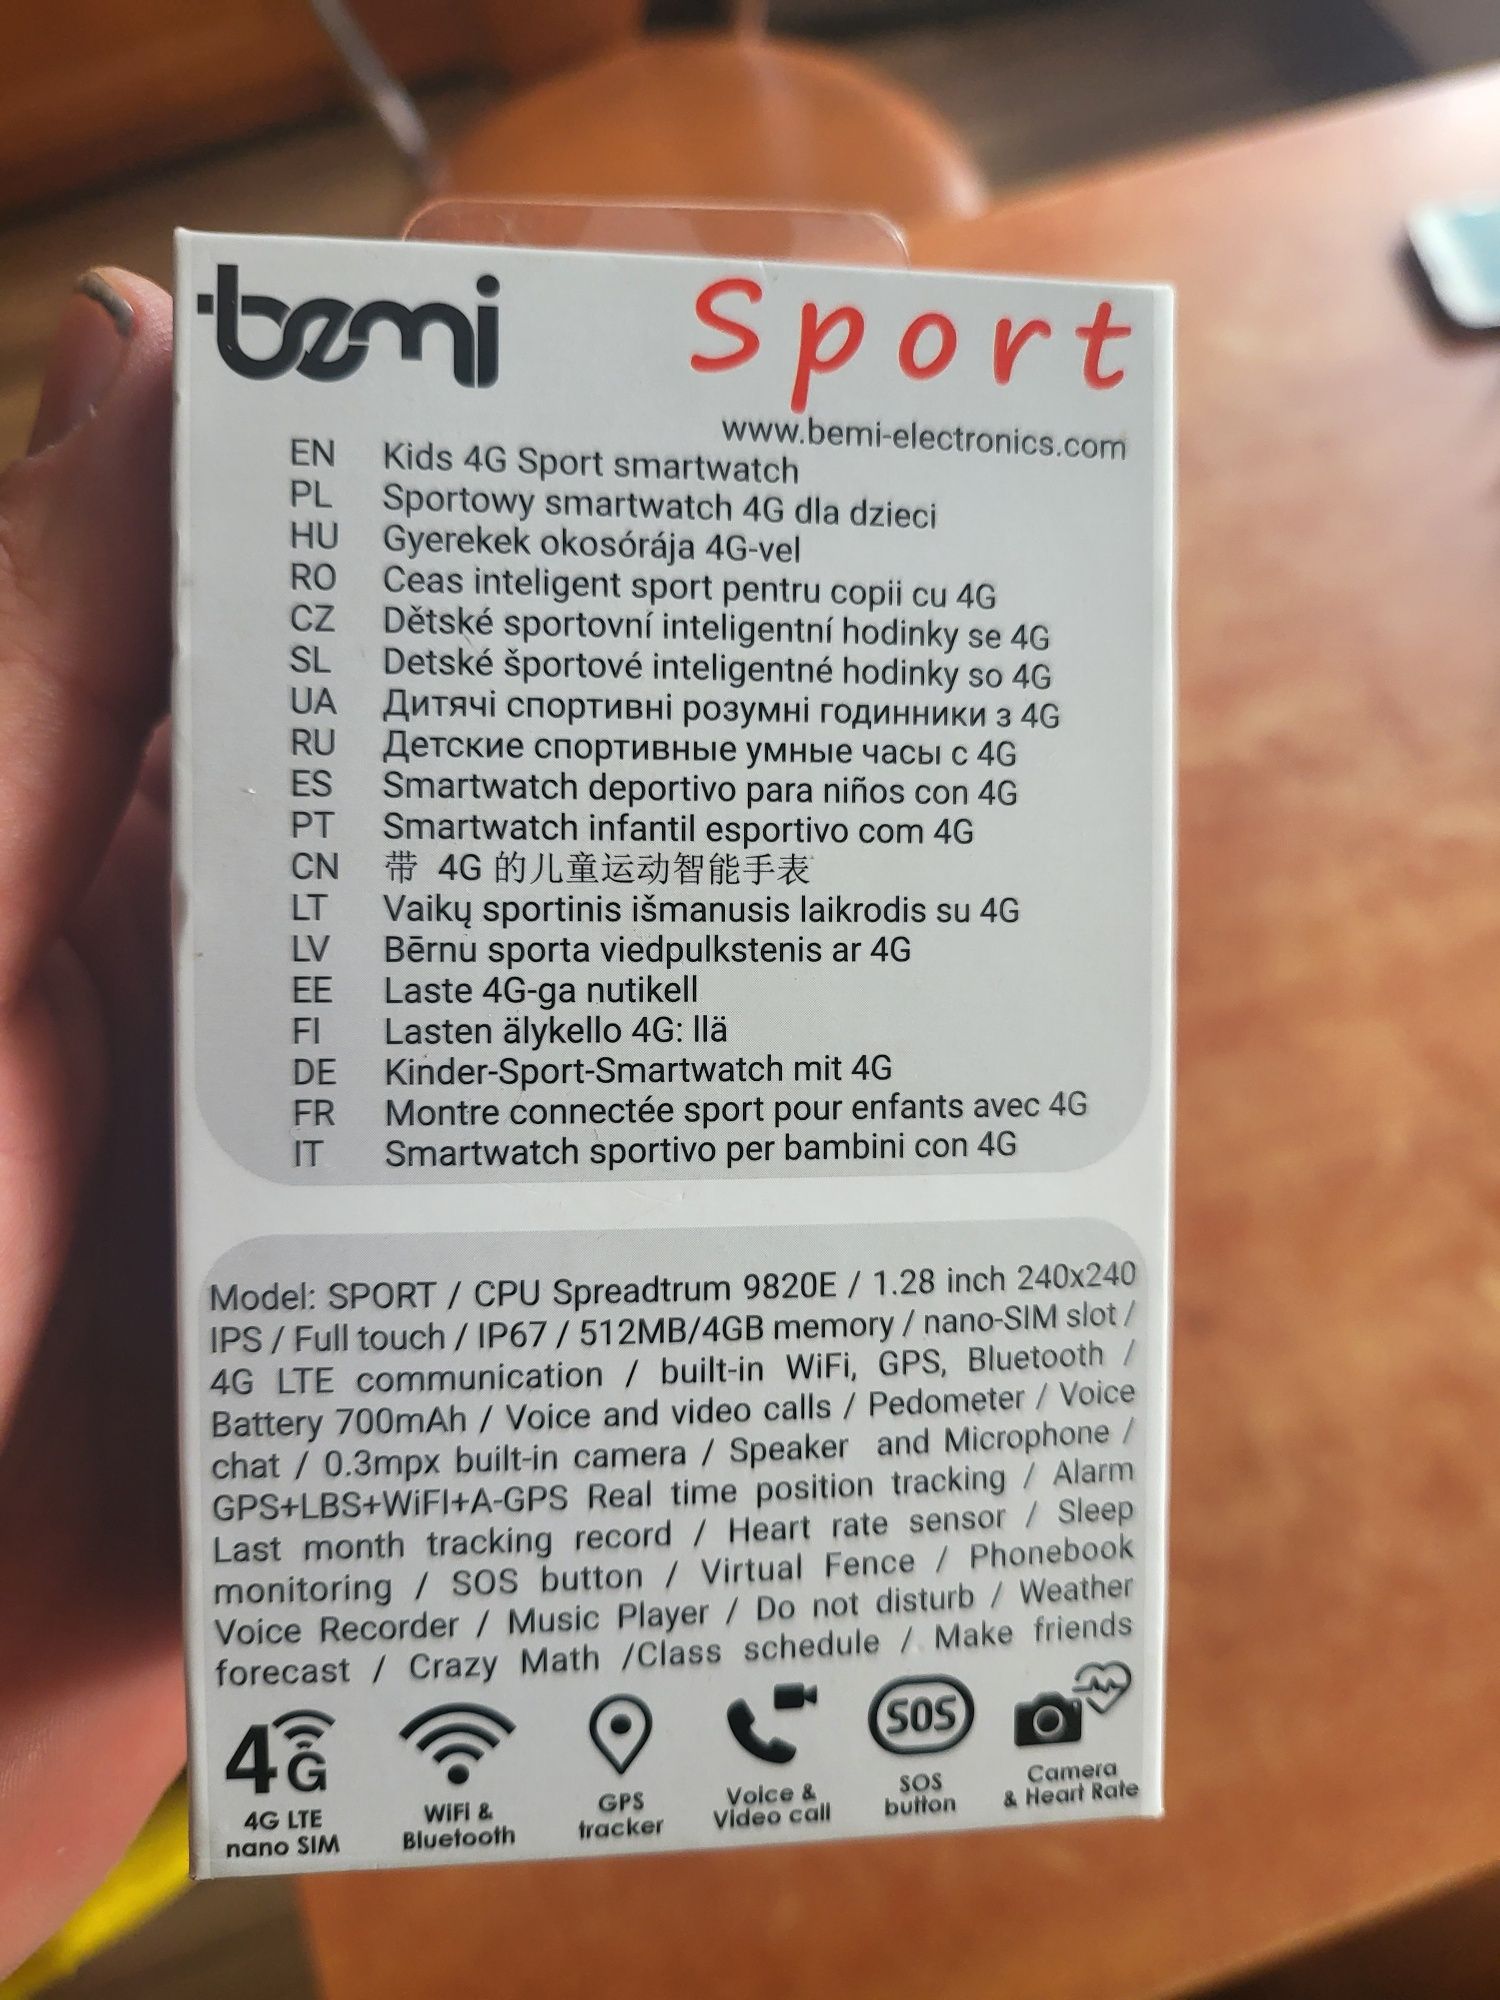 bemi
Sport
www.bemi-electronics.com
EN Kids 4G Sport smartwatch
PL Sportowy smartwatch 4G dla dzieci
HU Gyerekek okosórája 4G-vel
RO Ceas inteligent sport pentru copii cu 4G
CZ Dětské sportovní inteligentní hodinky se 4G
SL Detské športové inteligentné hodinky so 4G
UA Дитячі спортивні розумні годинники з 4G
RU Детские спортивные умные часы с 4G
ES Smartwatch deportivo para niños con 4G
PT Smartwatch infantil esportivo com 4G
CN 带 4G 的儿童运动智能手表
LT Vaikų sportinis išmanusis laikrodis su 4G
LV Bērnu sporta viedpulkstenis ar 4G
EE Laste 4G-ga nutikell
FI Lasten älykello 4G: llä
DE Kinder-Sport-Smartwatch mit 4G
FR Montre connectée sport pour enfants avec 4G
IT Smartwatch sportivo per bambini con 4G
Model: SPORT / CPU Spreadtrum 9820E / 1.28 inch 240x240
IPS / Full touch / IP67 / 512MB/4GB memory / nano-SIM slot /
4G LTE communication / built-in WiFi, GPS, Bluetooth /
Battery 700mAh / Voice and video calls / Pedometer / Voice
chat / 0.3mpx built-in camera / Speaker and Microphone /
GPS+LBS+WiFI+A-GPS Real time position tracking / Alarm
Last month tracking record / Heart rate sensor / Sleep
monitoring / SOS button / Virtual Fence / Phonebook
Voice Recorder / Music Player / Do not disturb / Weather
forecast / Crazy Math /Class schedule / Make friends
4G
SOS
4G LTE
nano SIM
WiFi &
Bluetooth
GPS
tracker
Voice &
Video call
SOS
button
Camera
& Heart Rate